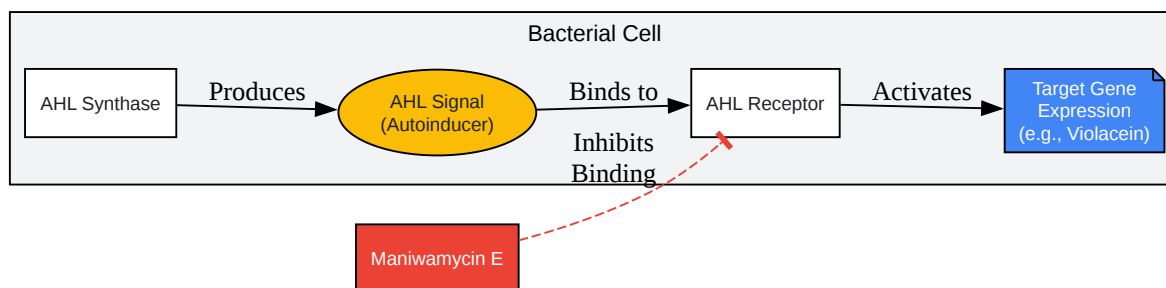 Bacterial Cell
AHL Synthase
Produces
AHL Signal
(Autoinducer)
Binds to
AHL Receptor
Activates
Target Gene
Expression
(e.g., Violacein)
Inhibits
Binding
Maniwamycin E